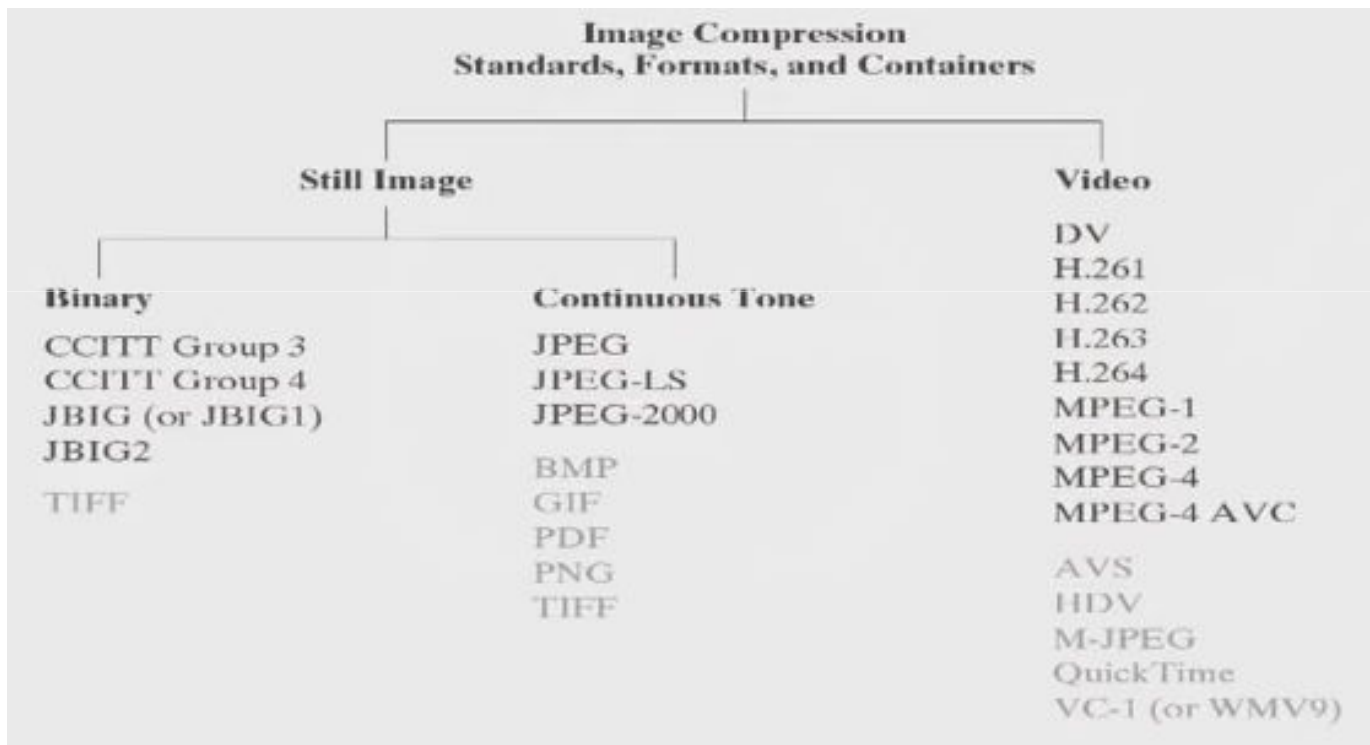 Image Compression
Standards, Formats, and Containers
Still Image
Video
Binary
CCITT Group 3
CCITT Group 4
JBIG (or JBIG1)
JBIG2
TIFF
Continuous Tone
JPEG
JPEG-LS
JPEG-2000
BMP
GIF
PDF
PNG
TIFF
DV
H.261
H.262
H.263
H.264
MPEG-1
MPEG-2
MPEG-4
MPEG-4 AVC
AVS
HDV
M-JPEG
QuickTime
VC-1 (or WMV9)